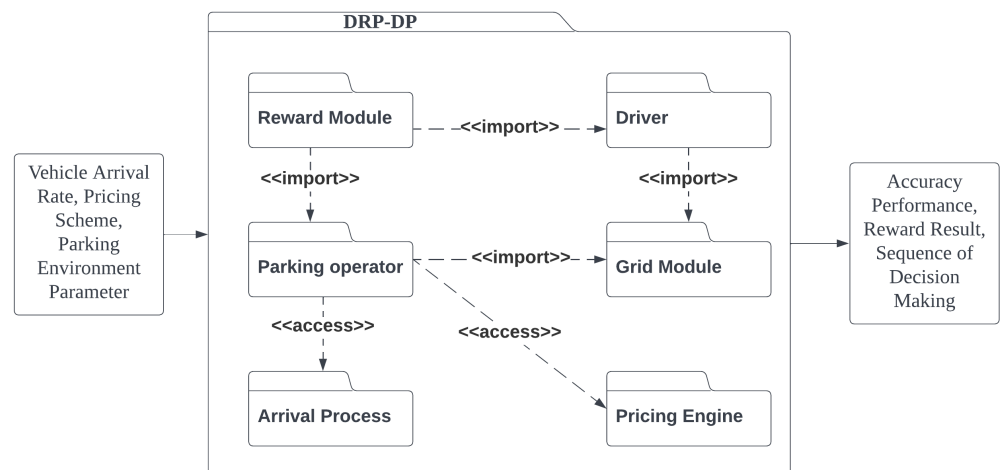 DRP-DP
Vehicle Arrival
Rate, Pricing
Scheme,
Parking
Environment
Parameter
Reward Module
<<import>>
Driver
<<import>>
<<import>>
Parking operator
<<import>>
Grid Module
<<access>>
<<access>>
Arrival Process
Pricing Engine
Accuracy
Performance,
Reward Result,
Sequence of
Decision
Making